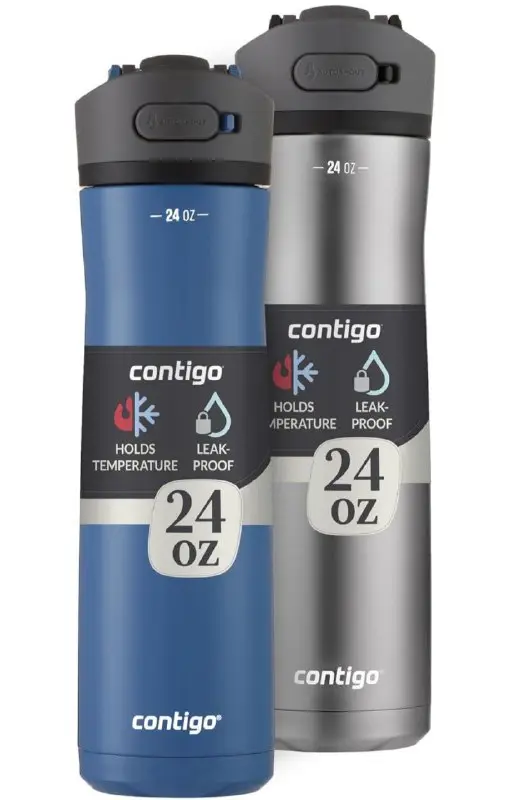 AUTOSPOUT
— 24 OZ —
contigo
HOLDS
TEMPERATURE
LEAK-
PROOF
24
OZ
contigo®
— 24 OZ —
contigo
HOLDS
MPERATURE
LEAK-
PROOF
24
OZ
contigo®